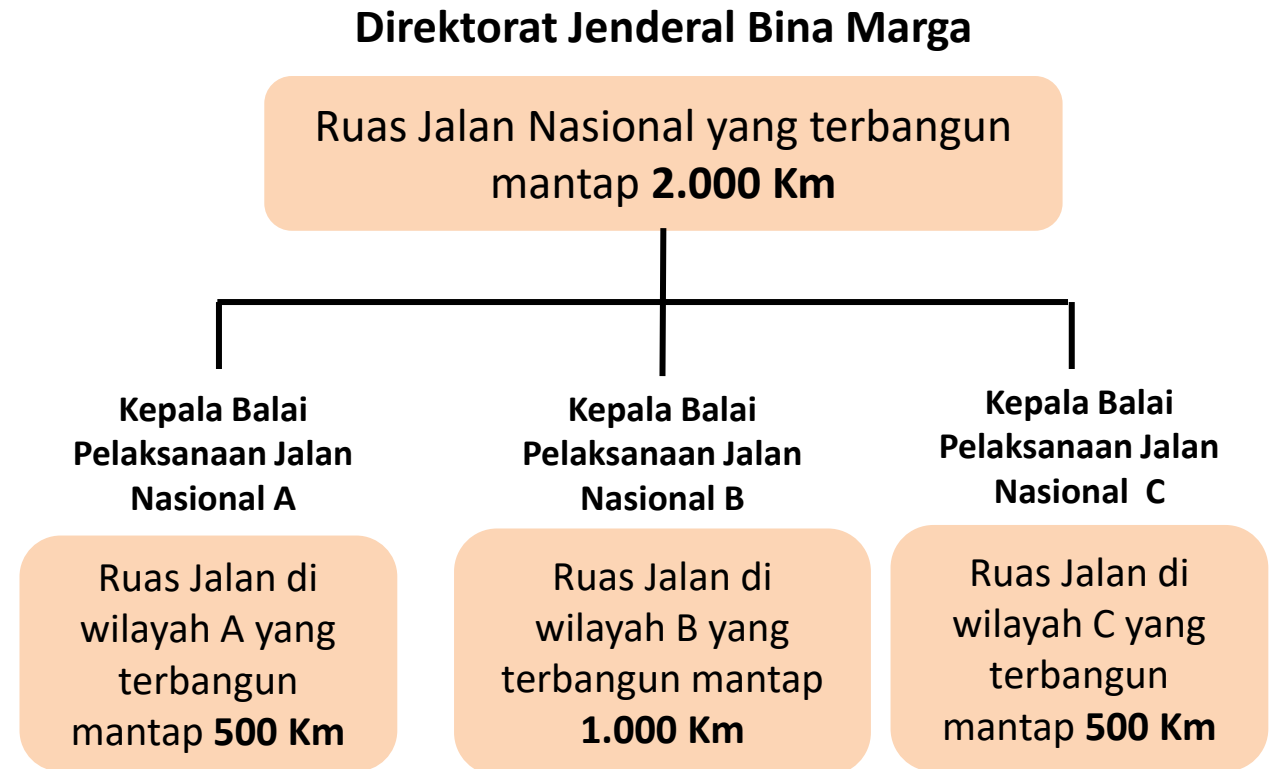 Direktorat Jenderal Bina Marga
Ruas Jalan Nasional yang terbangun
mantap 2.000 Km
Kepala Balai
Pelaksanaan Jalan
Nasional A
Ruas Jalan di
wilayah A yang
terbangun
mantap 500 Km
Kepala Balai
Pelaksanaan Jalan
Nasional B
Ruas Jalan di
wilayah B yang
terbangun mantap
1.000 Km
Kepala Balai
Pelaksanaan Jalan
Nasional C
Ruas Jalan di
wilayah C yang
terbangun
mantap 500 Km